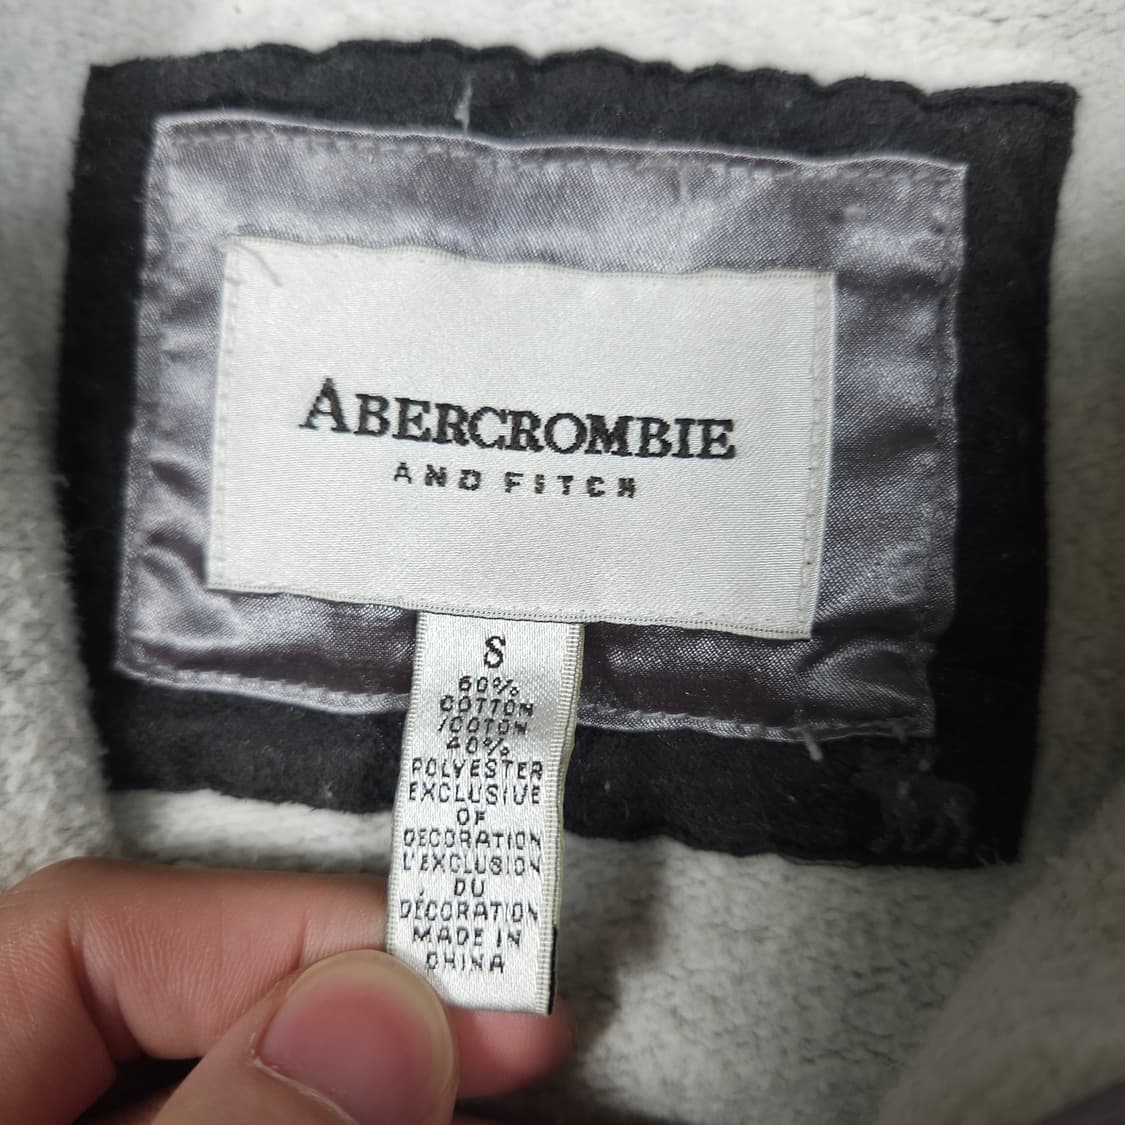 ABERCROMBIE
AND FITCH
S
60%
COTTON
/COTON
40%
POLYESTER
EXCLUSIVE
OF
DECORATION
L'EXCLUSION
DU
DÉCORATION
MADE IN
CHINA